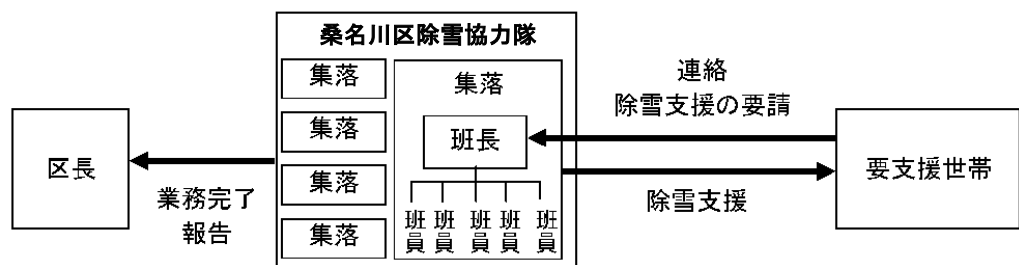 桑名川区除雪協力隊
区長
業務完了
報告
集落
集落
集落
集落
集落
班長
班員
班員
班員
班員
班員
連絡
除雪支援の要請
除雪支援
要支援世帯